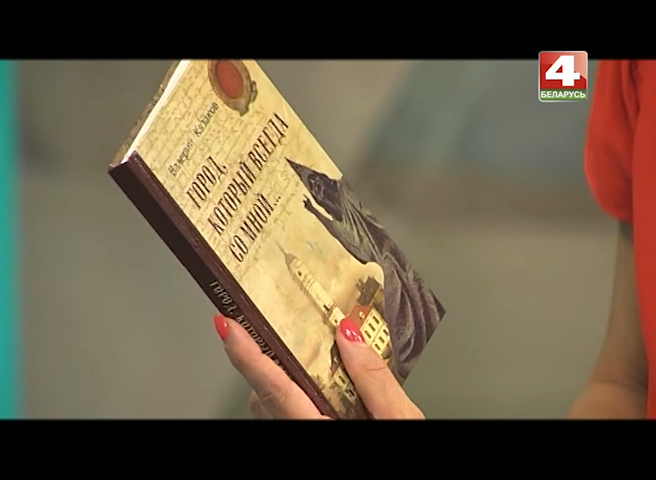 4
БЕЛАРУСЬ
Валерий Казаков
ГОРОД,
КОТОРЫЙ ВСЕГДА
СО МНОЙ...